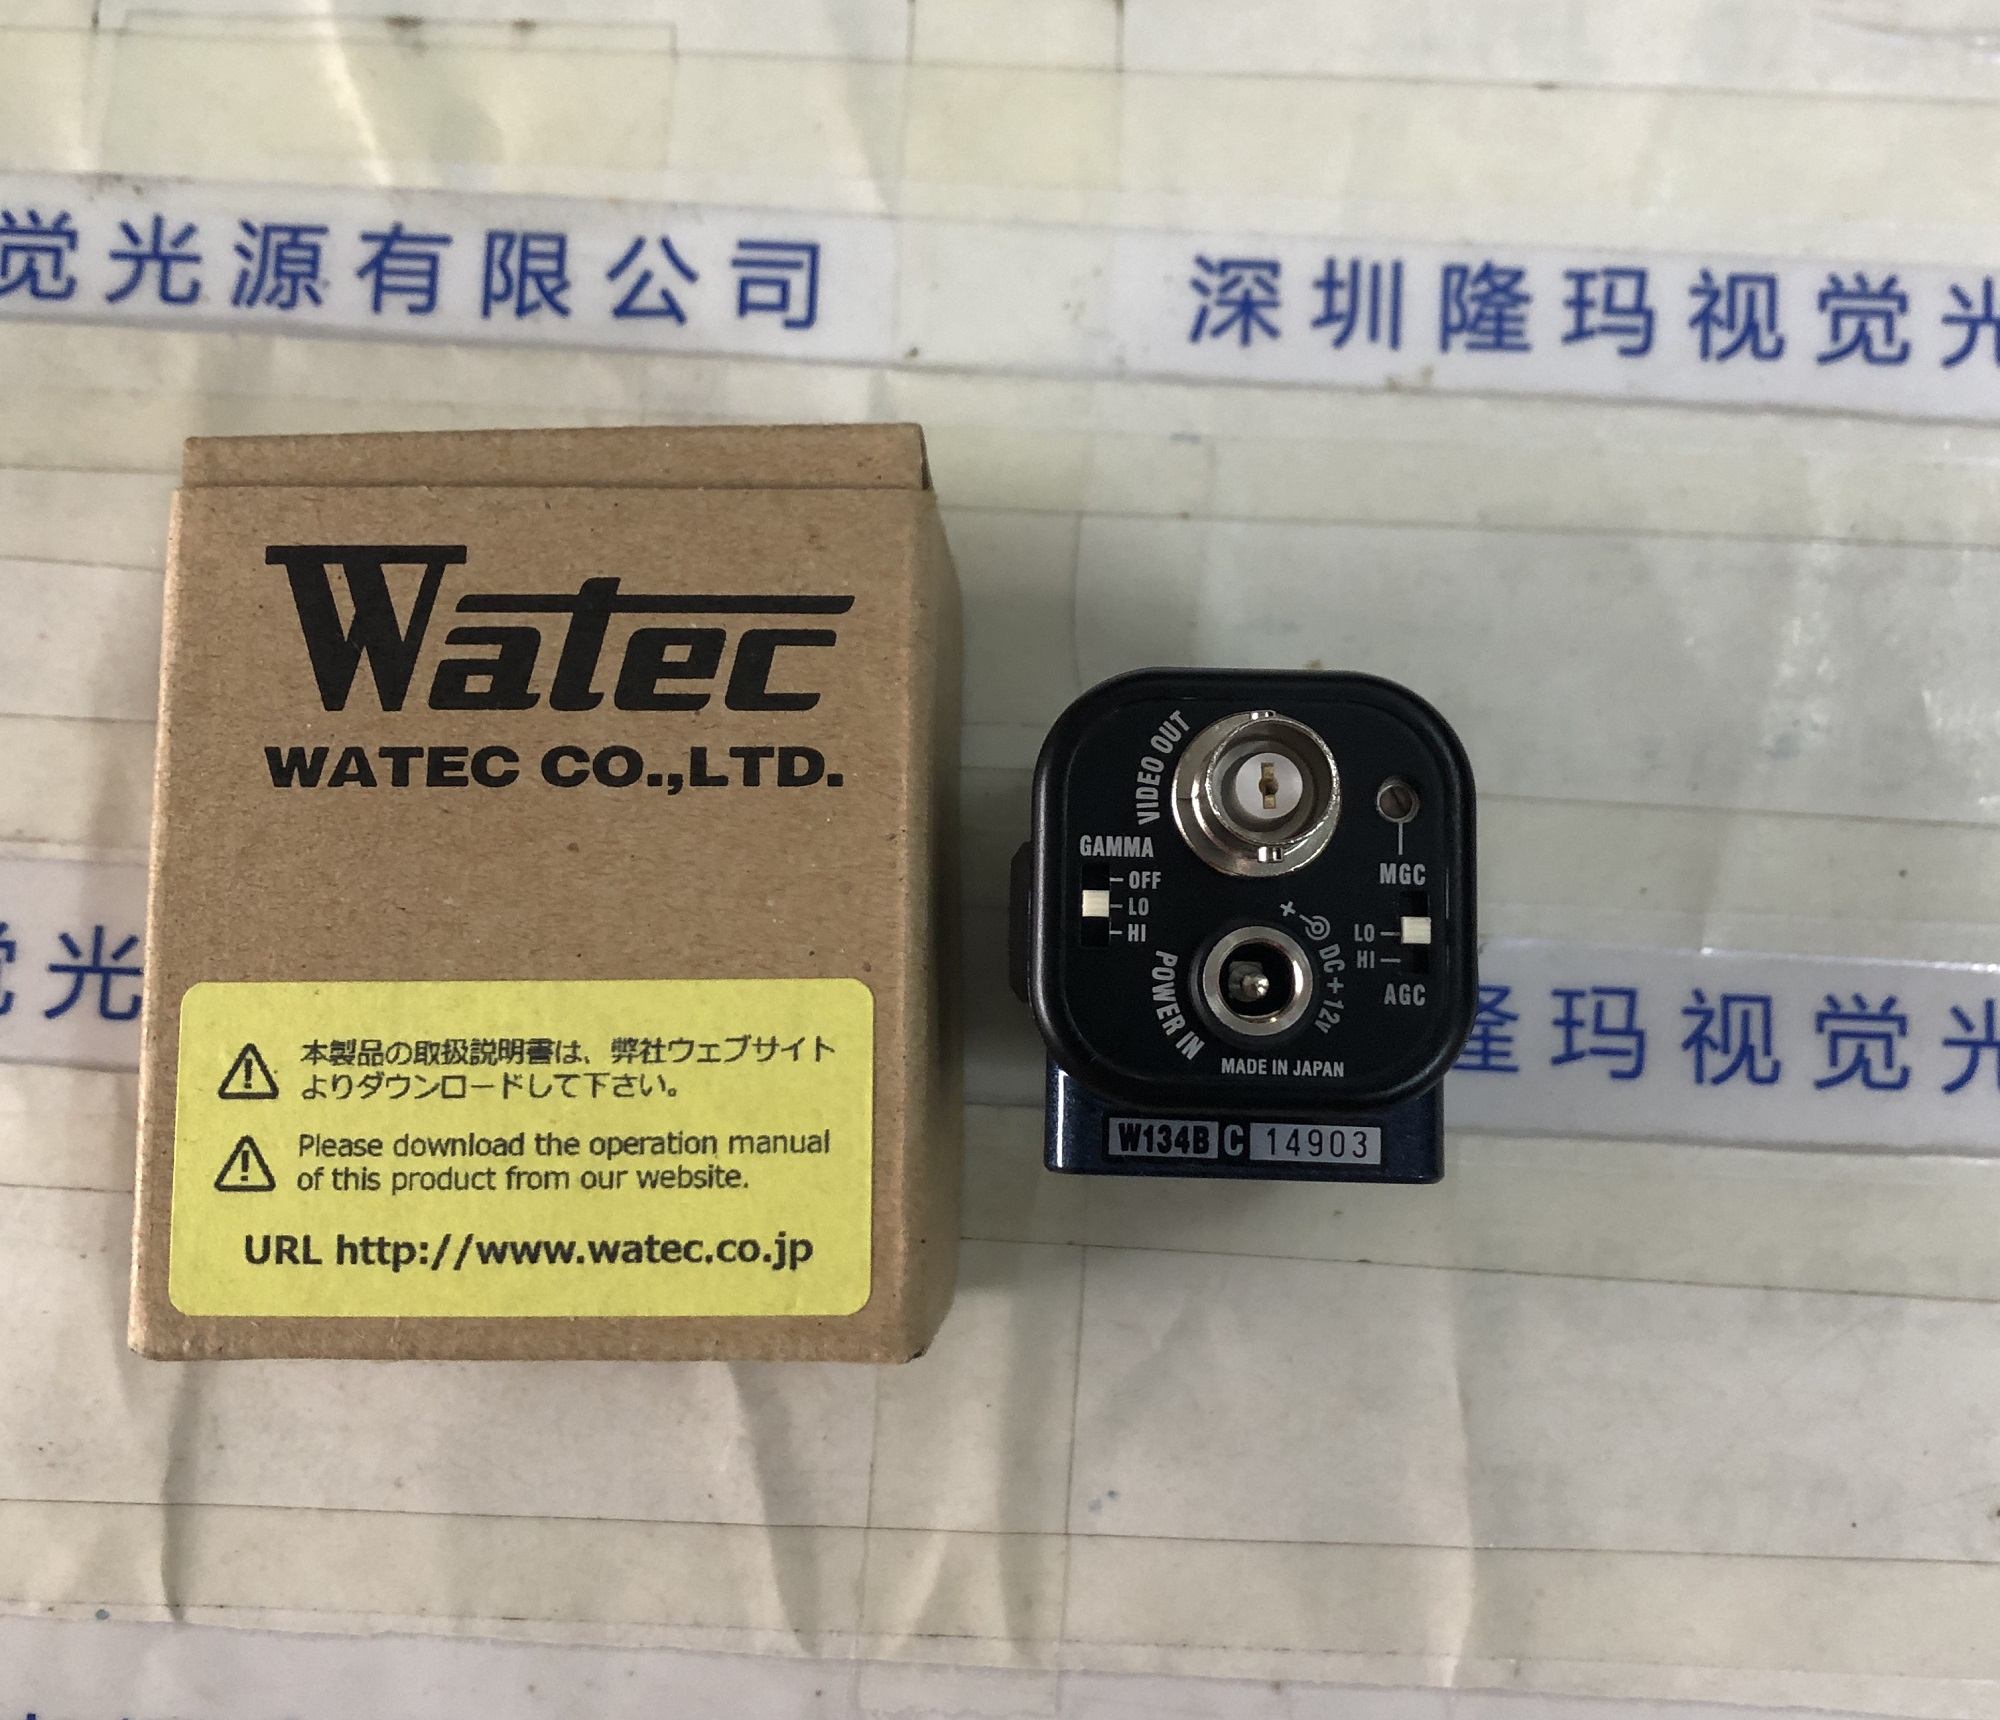 觉光源有限公司
深圳隆玛视觉光
Watec
WATEC CO.,LTD.
本製品の取扱説明書は、弊社ウェブサイト
よりダウンロードして下さい。
Please download the operation manual
of this product from our website.
URL http://www.watec.co.jp
VIDEO OUT
GAMMA
OFF
LO
HI
MGC
LO
HI
AGC
POWER IN
+
DC+12v
MADE IN JAPAN
W134B C 14903
觉光
隆玛视觉光